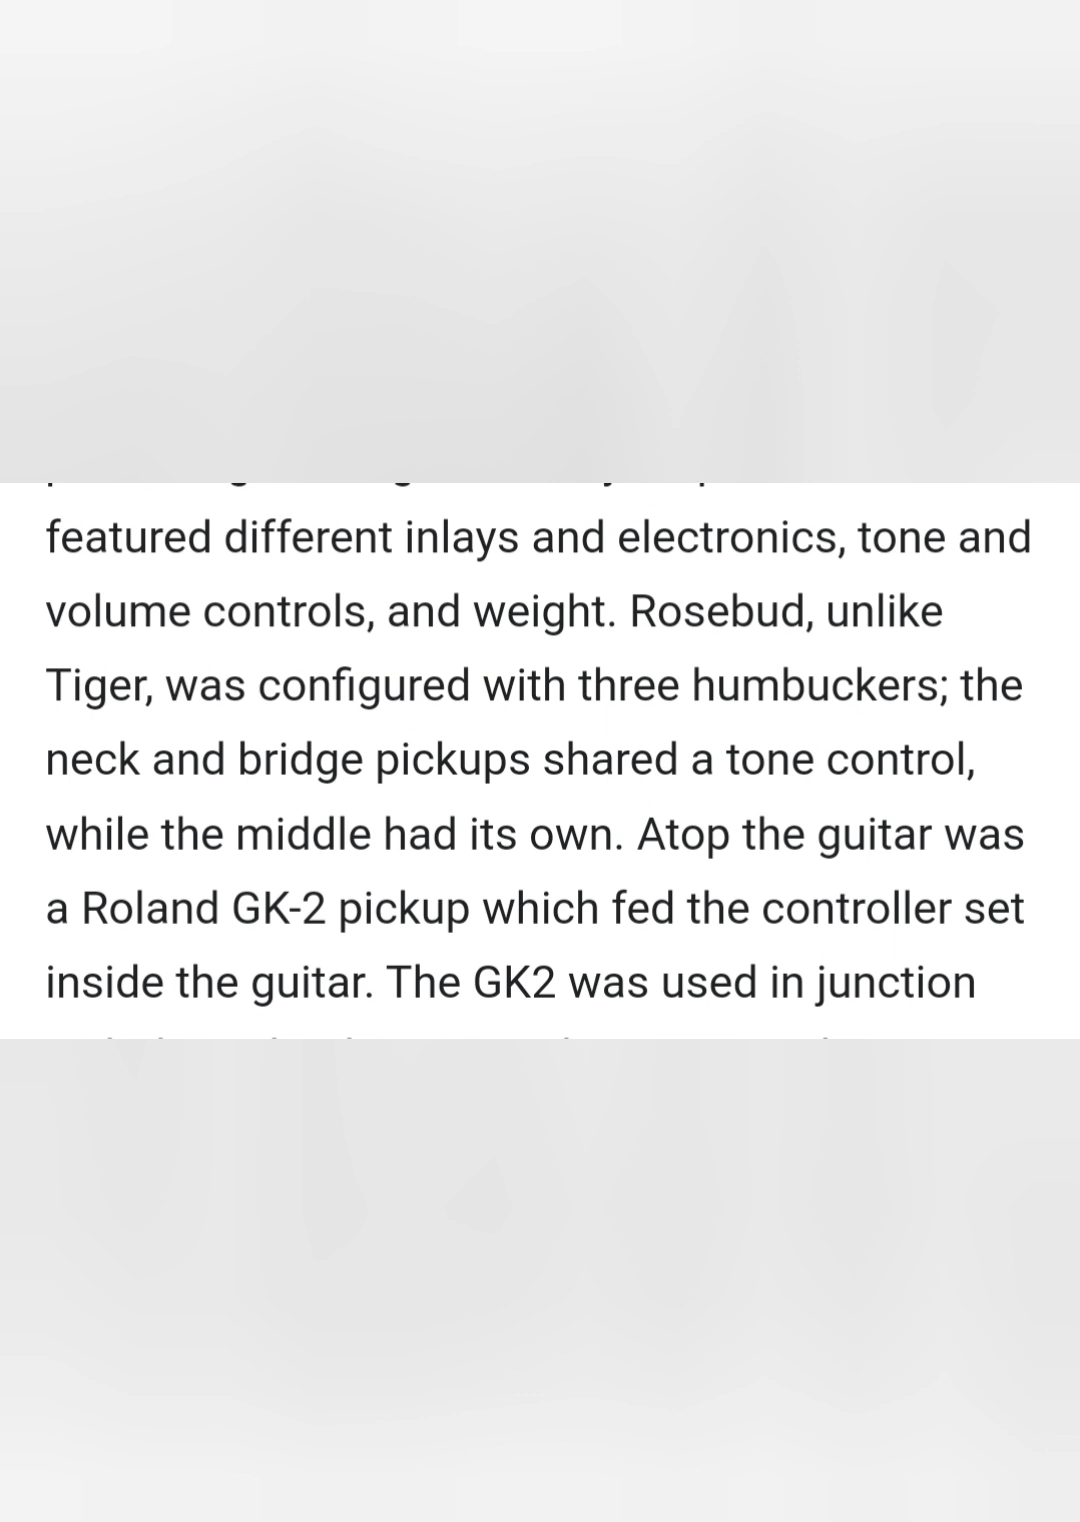 featured different inlays and electronics, tone and
volume controls, and weight. Rosebud, unlike
Tiger, was configured with three humbuckers; the
neck and bridge pickups shared a tone control,
while the middle had its own. Atop the guitar was
a Roland GK-2 pickup which fed the controller set
inside the guitar. The GK2 was used in junction